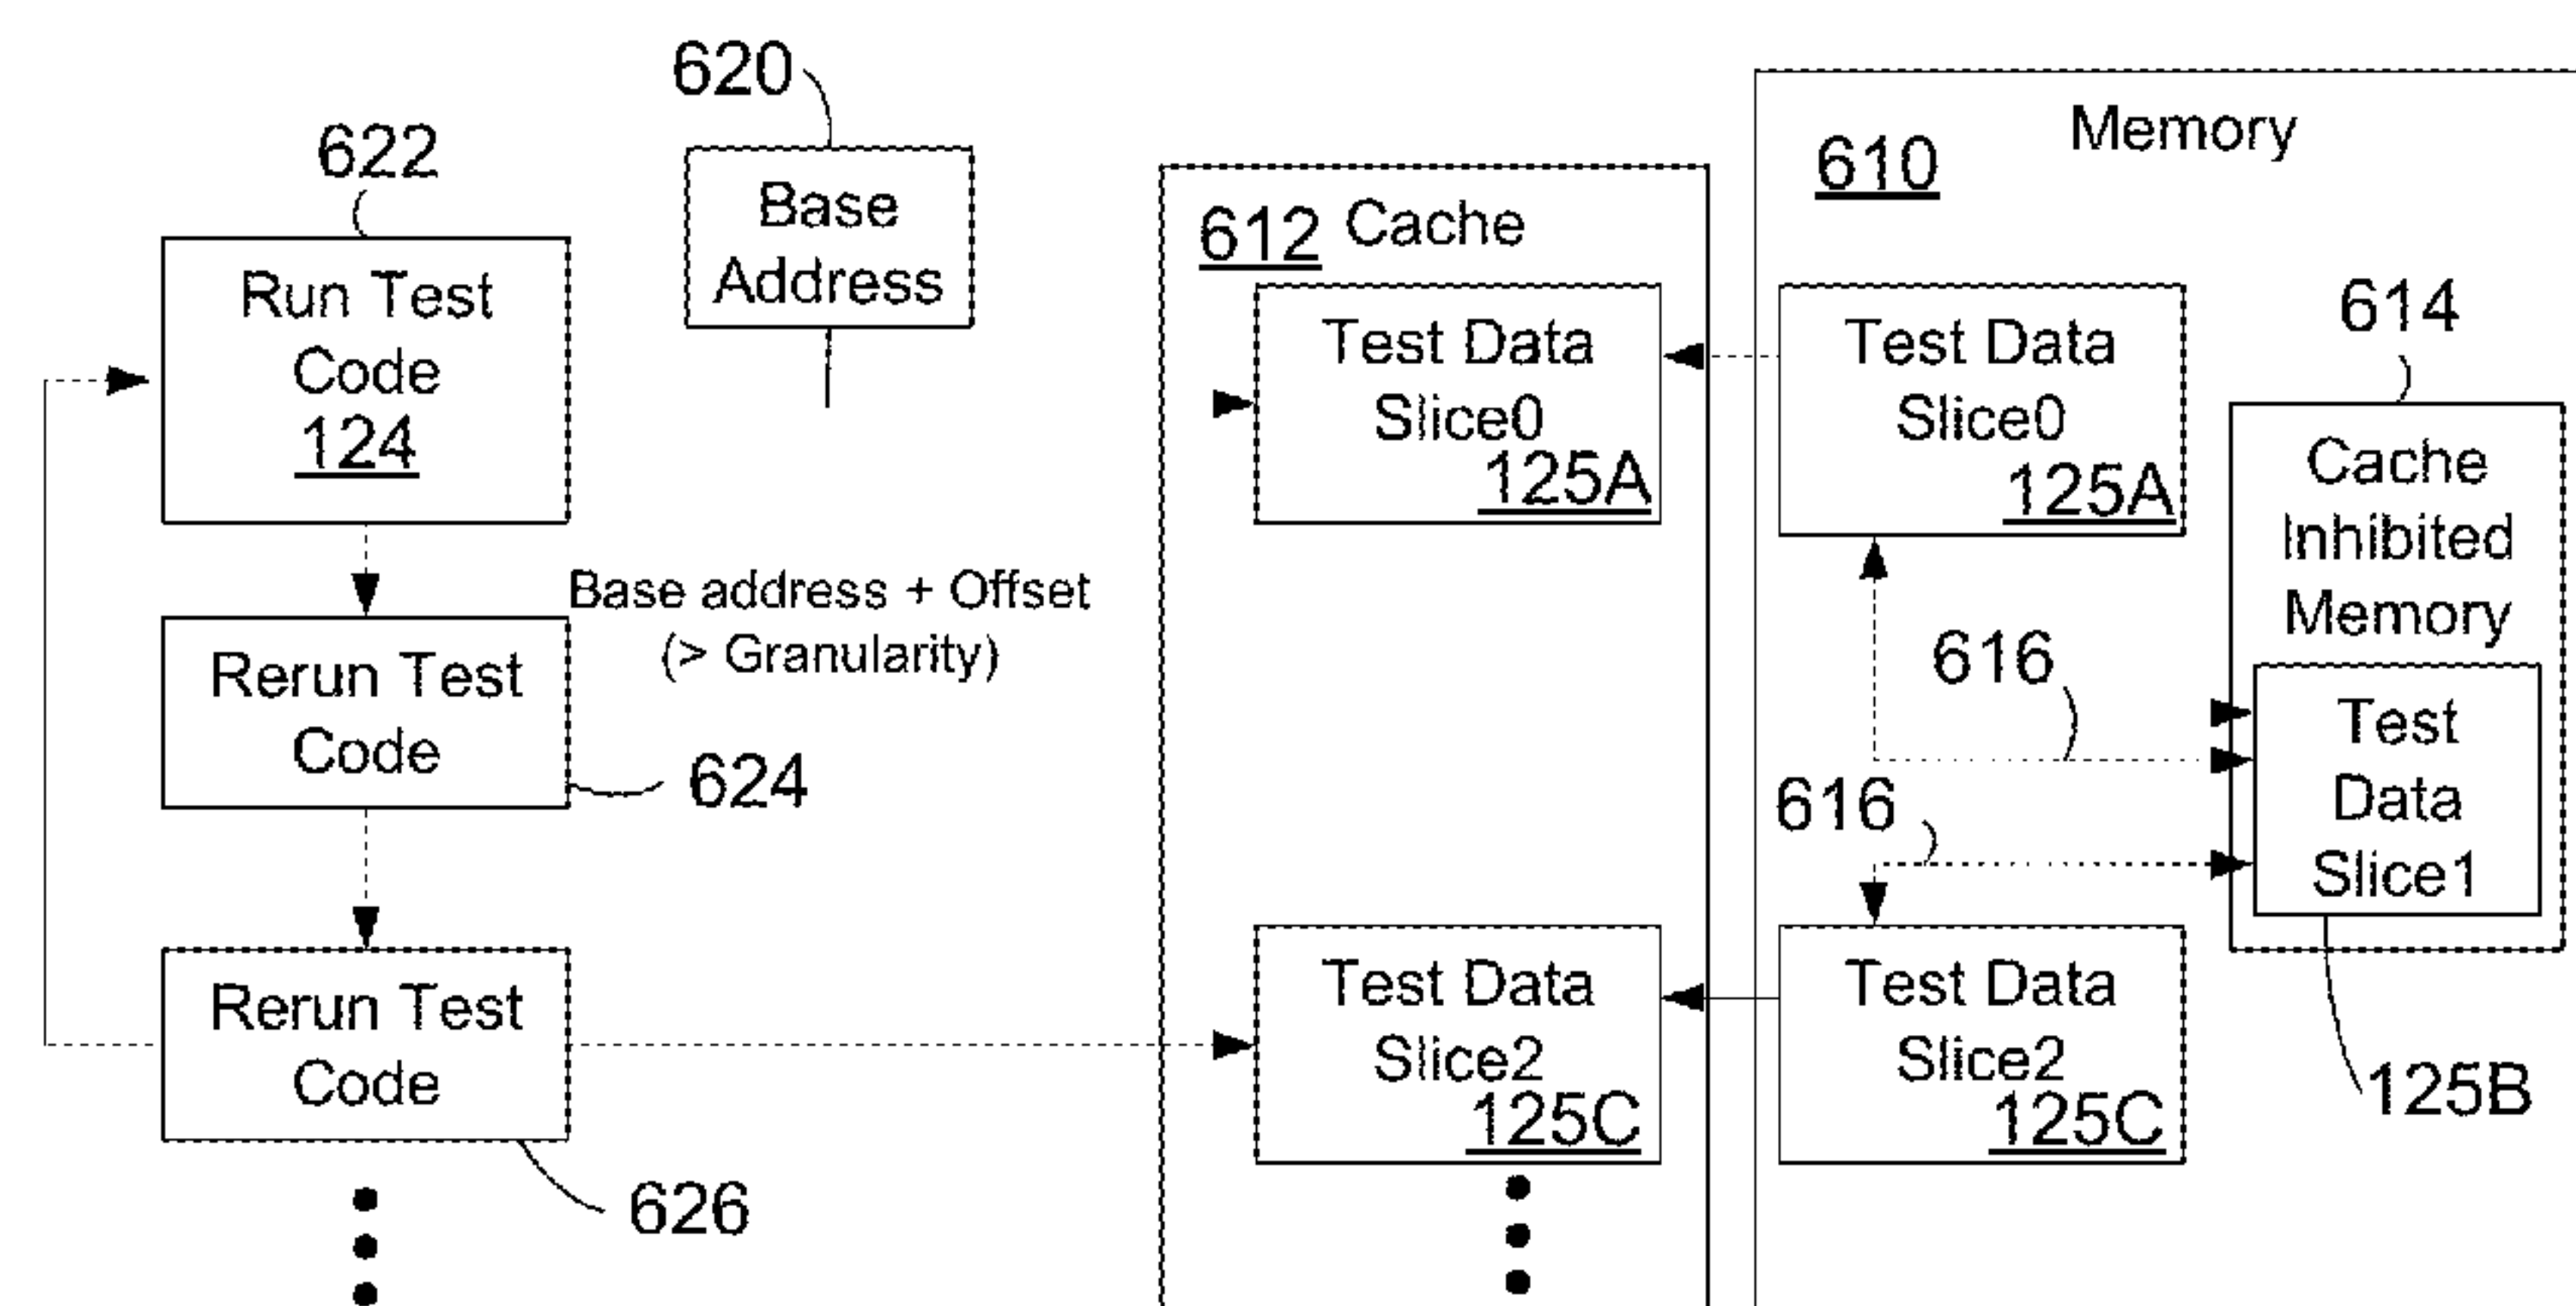 620
622
Base
Address
Run Test
Code
124
Base address + Offset
(> Granularity)
Rerun Test
Code
624
Rerun Test
Code
626
612 Cache
Test Data
Slice0
125A
Test Data
Slice2
125C
Memory
610
Test Data
Slice0
125A
614
Cache
Inhibited
Memory
616
616
Test
Data
Slice1
Test Data
Slice2
125C
125B